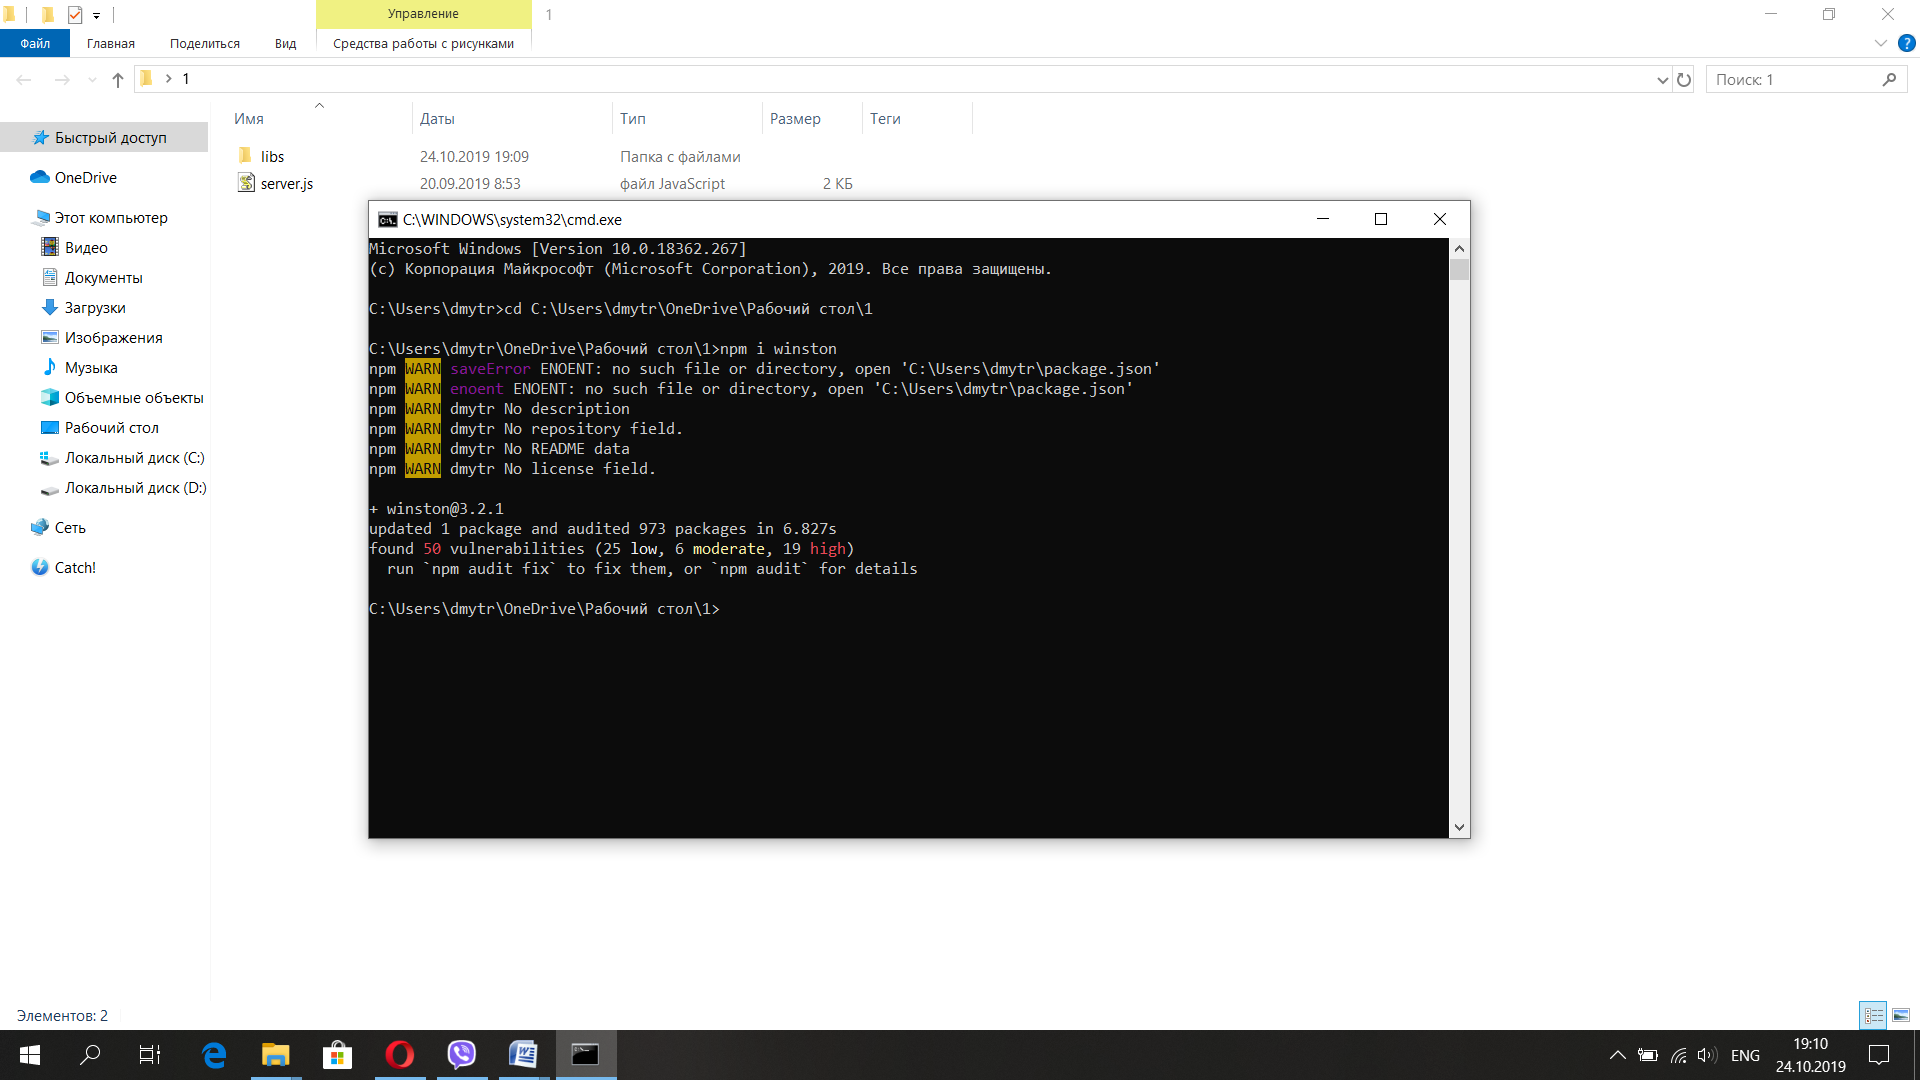 Управление
1
Файл
Главная
Поделиться
Вид
Средства работы с рисунками
1
Поиск: 1
Имя
Даты
Тип
Размер
Теги
libs
24.10.2019 19:09
Папка с файлами
server.js
20.09.2019 8:53
файл JavaScript
2 КБ
Быстрый доступ
OneDrive
Этот компьютер
Видео
Документы
Загрузки
Изображения
Музыка
Объемные объекты
Рабочий стол
Локальный диск (C:)
Локальный диск (D:)
Сеть
Catch!
C:\WINDOWS\system32\cmd.exe
Microsoft Windows [Version 10.0.18362.267]
(c) Корпорация Майкрософт (Microsoft Corporation), 2019. Все права защищены.
C:\Users\dmytr>cd C:\Users\dmytr\OneDrive\Рабочий стол\1
C:\Users\dmytr\OneDrive\Рабочий стол\1>npm i winston
npm WARN saveError ENOENT: no such file or directory, open 'C:\Users\dmytr\package.json'
npm WARN enoent ENOENT: no such file or directory, open 'C:\Users\dmytr\package.json'
npm WARN dmytr No description
npm WARN dmytr No repository field.
npm WARN dmytr No README data
npm WARN dmytr No license field.
+ winston@3.2.1
updated 1 package and audited 973 packages in 6.827s
found 50 vulnerabilities (25 low, 6 moderate, 19 high)
run `npm audit fix` to fix them, or `npm audit` for details
C:\Users\dmytr\OneDrive\Рабочий стол\1>
Элементов: 2
ENG
19:10
24.10.2019